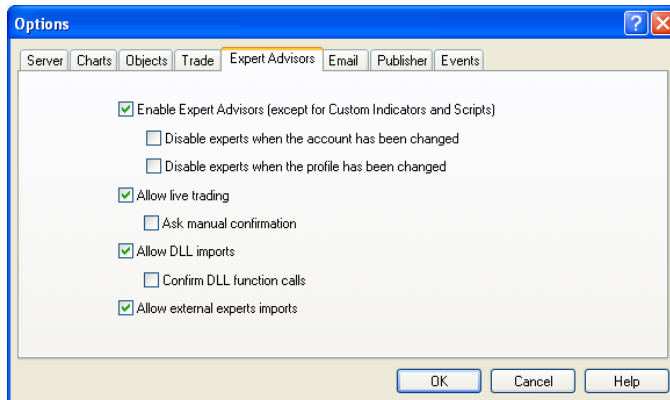 Options
Server Charts Objects Trade Expert Advisors Email Publisher Events
Enable Expert Advisors (except for Custom Indicators and Scripts)
Disable experts when the account has been changed
Disable experts when the profile has been changed
Allow live trading
Ask manual confirmation
Allow DLL imports
Confirm DLL function calls
Allow external experts imports
OK Cancel Help